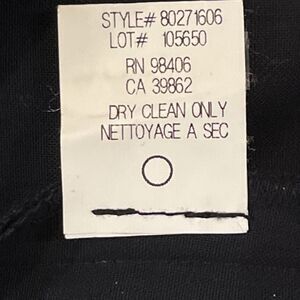 STYLE# 80271606
LOT# 105650
RN 98406
CA 39862
DRY CLEAN ONLY
NETTOYAGE A SEC